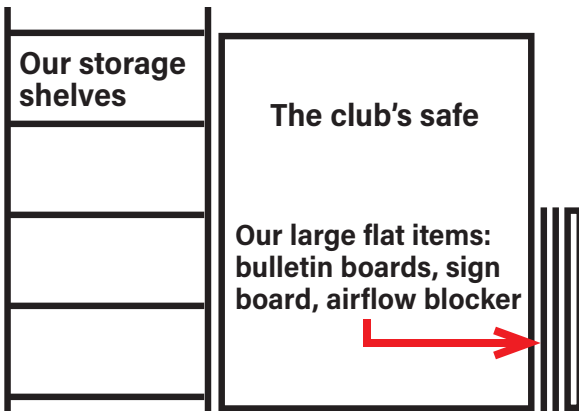 Our storage
shelves
The club’s safe
Our large flat items:
bulletin boards, sign
board, airflow blocker